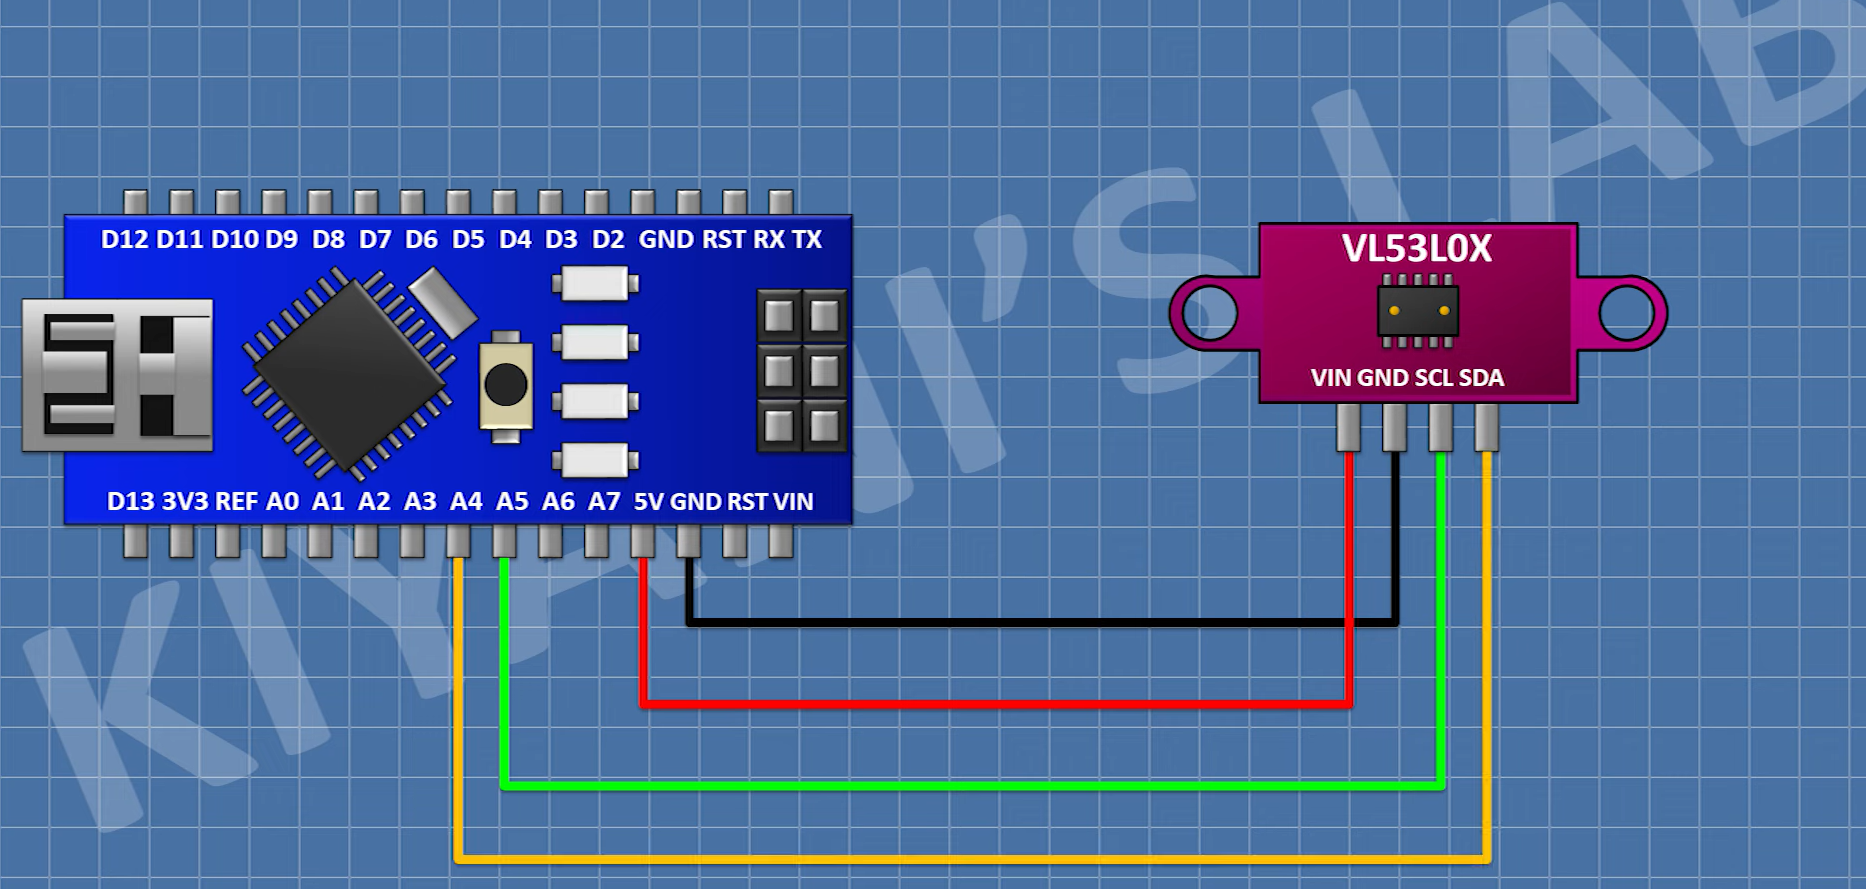 KIYANI'S LAB
D12 D11 D10 D9 D8 D7 D6 D5 D4 D3 D2 GND RST RX TX
D13 3V3 REF A0 A1 A2 A3 A4 A5 A6 A7 5V GND RST VIN
VL53L0X
VIN GND SCL SDA